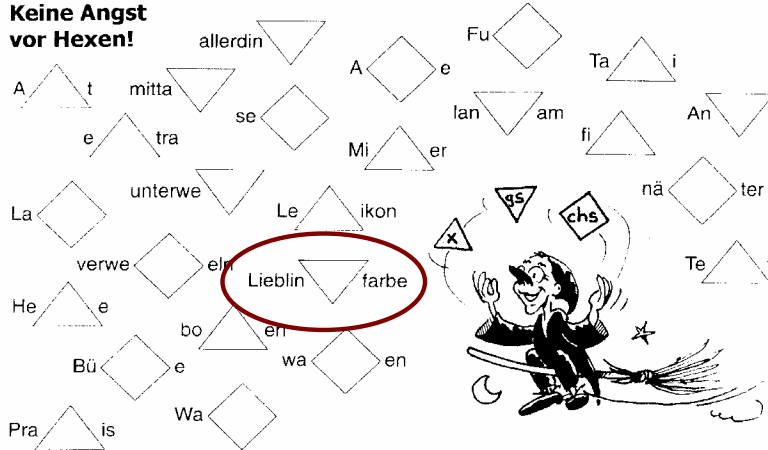 Keine Angst
vor Hexen!
allerdin
Fu
A e
Ta i
A t
mitta
se
lan am
An
e tra
Mi er
fi
unterwe
nä ter
La
Le ikon
gs
chs
x
verwe eln
Lieblin farbe
Te
He e
bo en
Bü e
wa en
Wa
Pra is